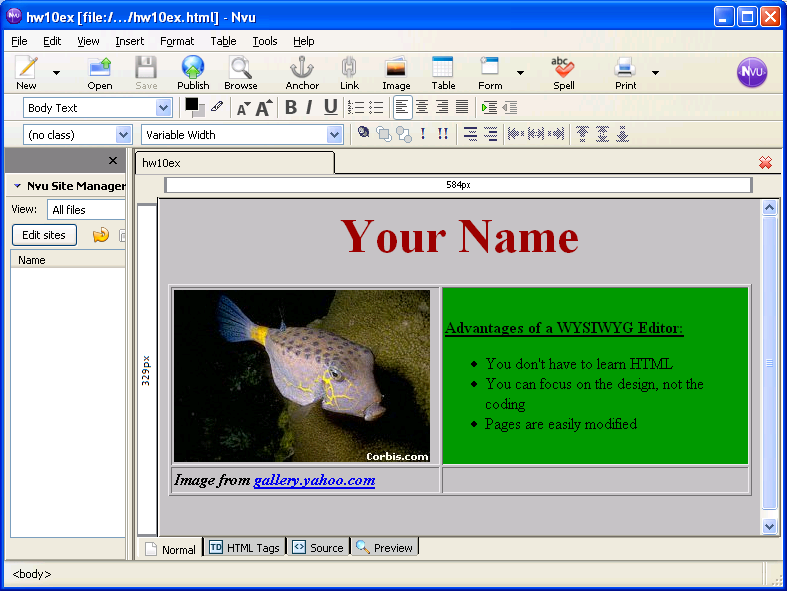 hw10ex [file:/.../hw10ex.html] - Nvu
File Edit View Insert Format Table Tools Help
New Open Save Publish Browse Anchor Link Image Table Form Spell Print
NVU
abc
Body Text
A A B I U
(no class) Variable Width
! !!
hw10ex
Nvu Site Manager
584px
View: All files
Edit sites
Name
329px
Your Name
Corbis.com
Advantages of a WYSIWYG Editor:
You don't have to learn HTML
You can focus on the design, not the
coding
Pages are easily modified
Image from gallery.yahoo.com
Normal TD HTML Tags <> Source Preview
<body>